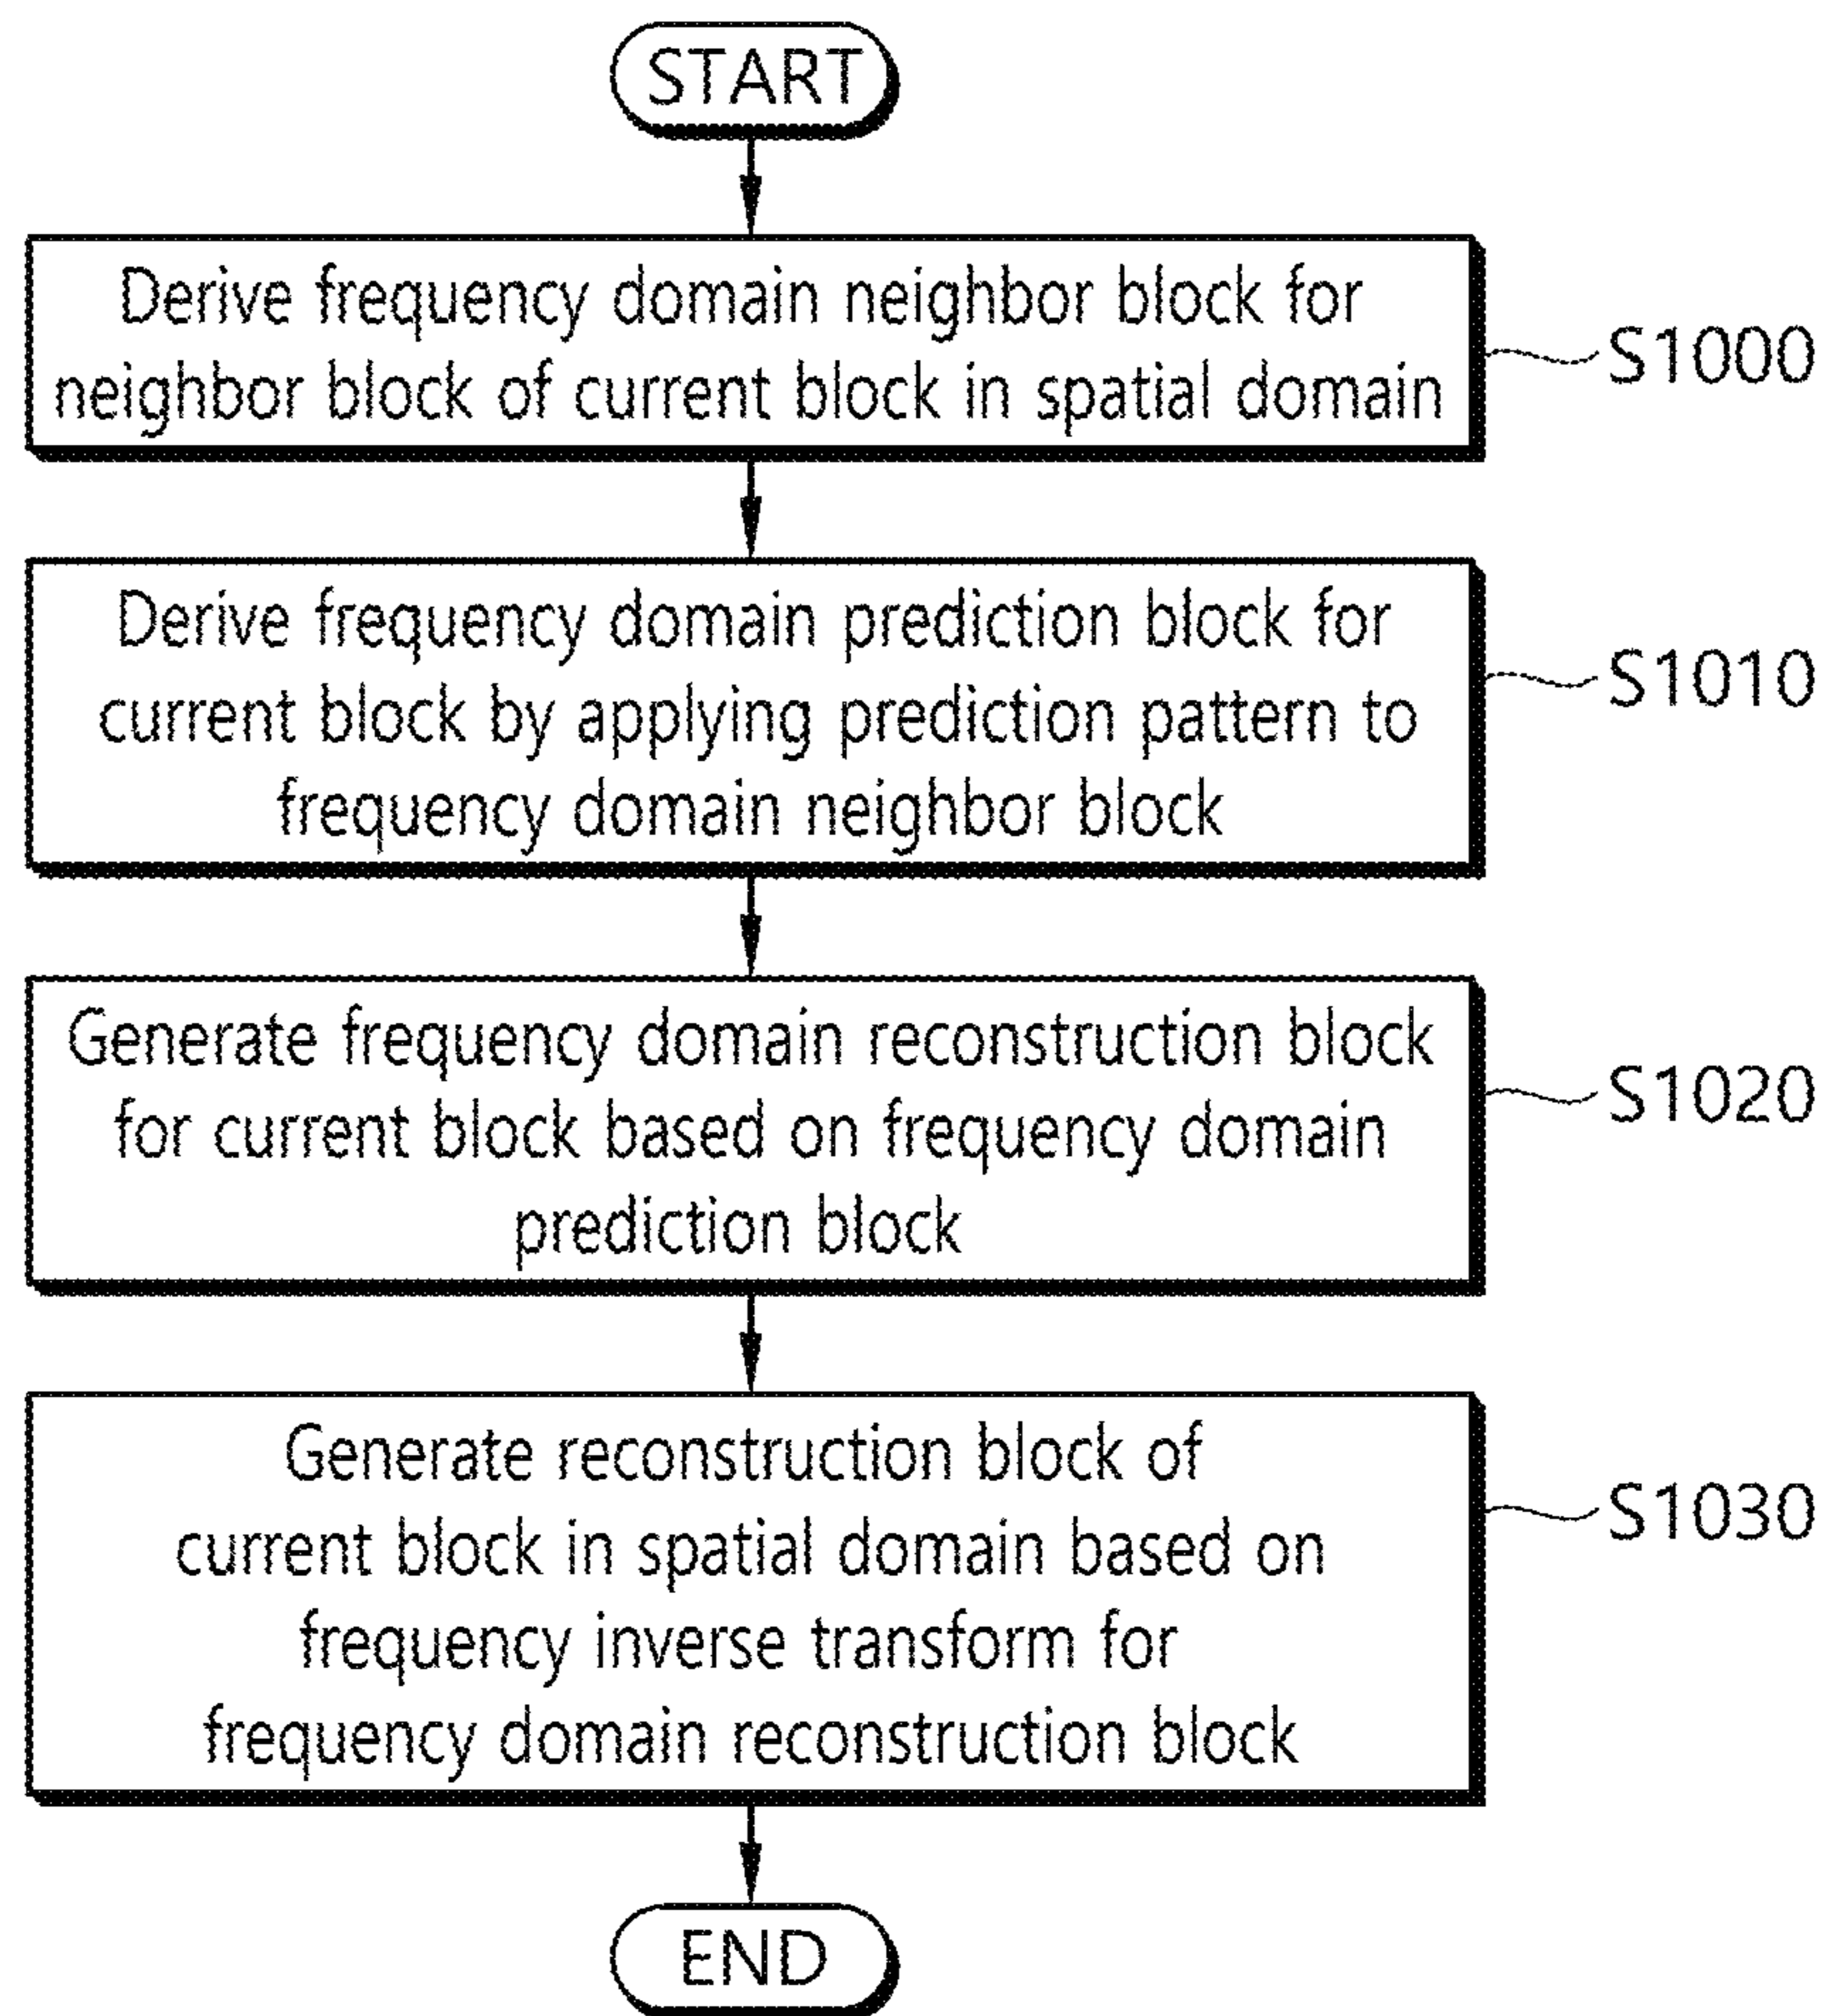 START
Derive frequency domain neighbor block for
neighbor block of current block in spatial domain
S1000
Derive frequency domain prediction block for
current block by applying prediction pattern to
frequency domain neighbor block
S1010
Generate frequency domain reconstruction block
for current block based on frequency domain
prediction block
S1020
Generate reconstruction block of
current block in spatial domain based on
frequency inverse transform for
frequency domain reconstruction block
S1030
END